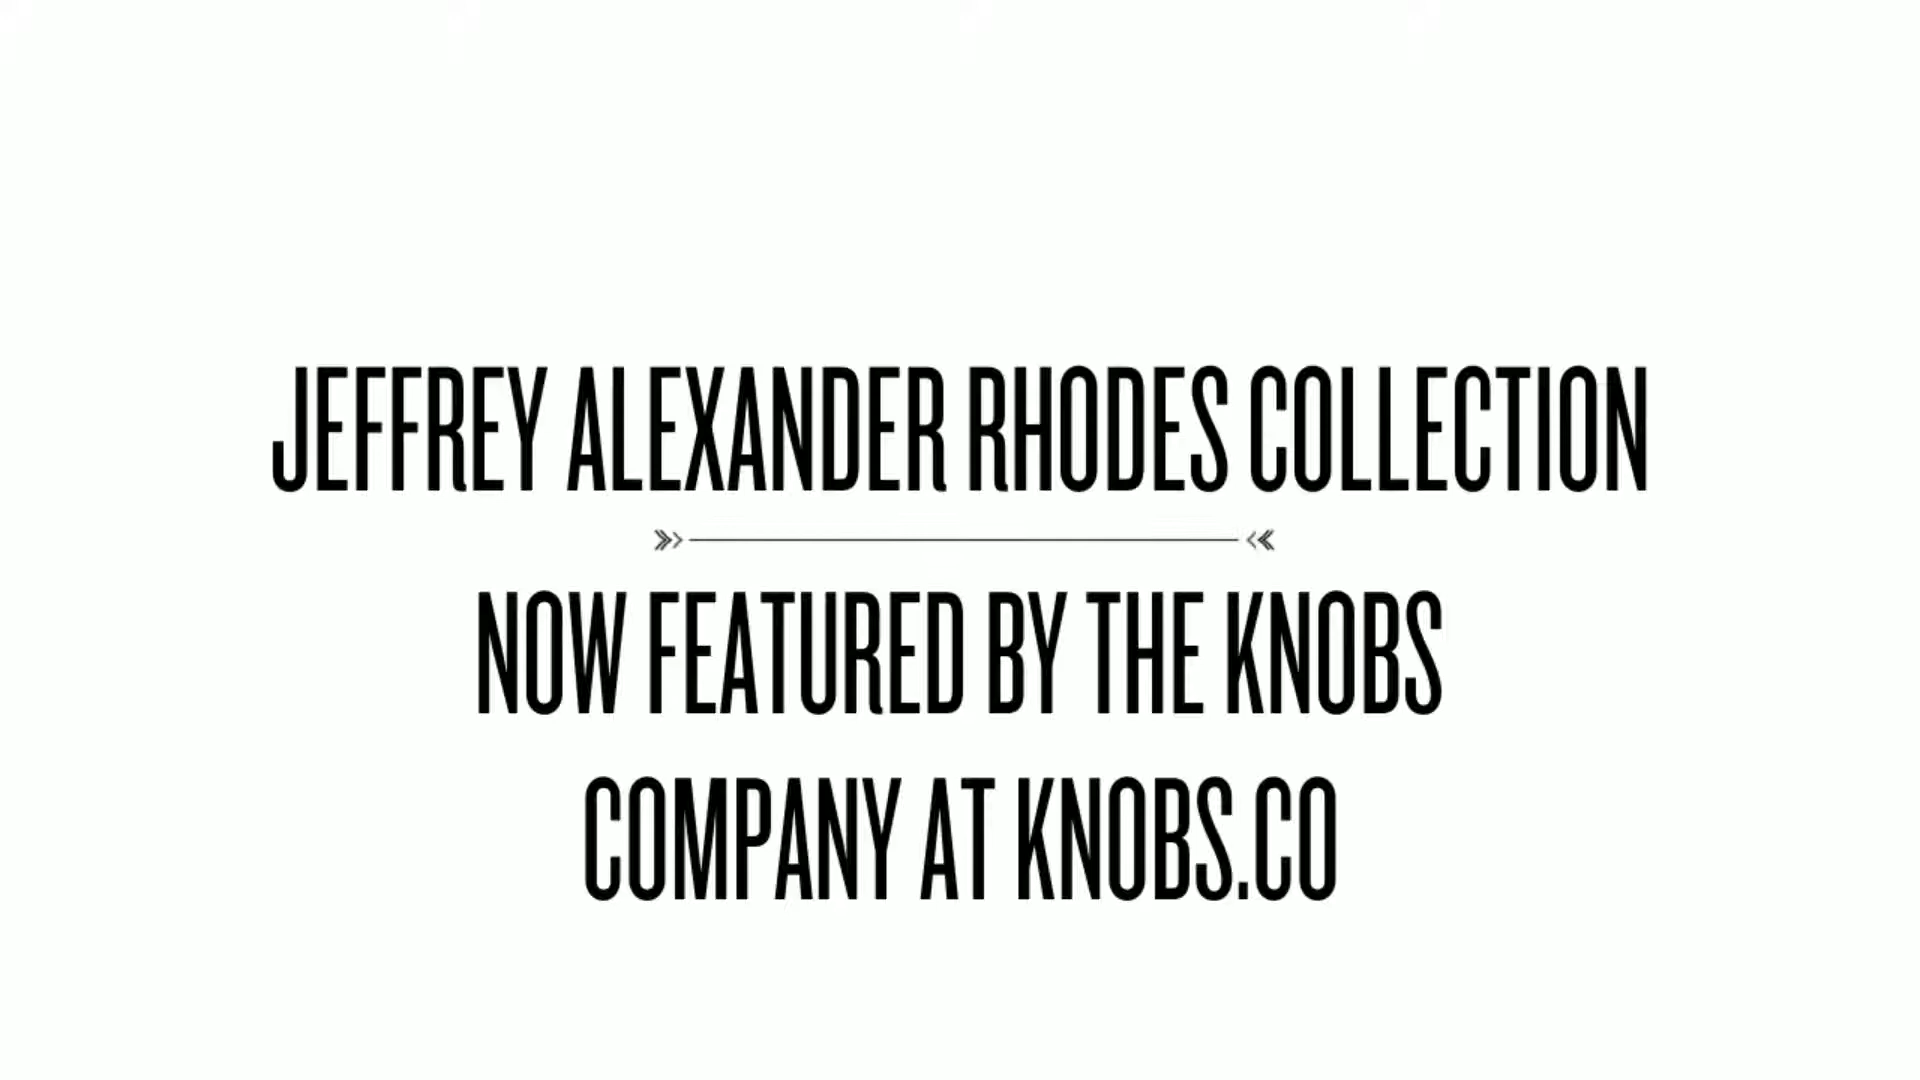 JEFFREY ALEXANDER RHODES COLLECTION
NOW FEATURED BY THE KNOBS
COMPANY AT KNOBS.CO